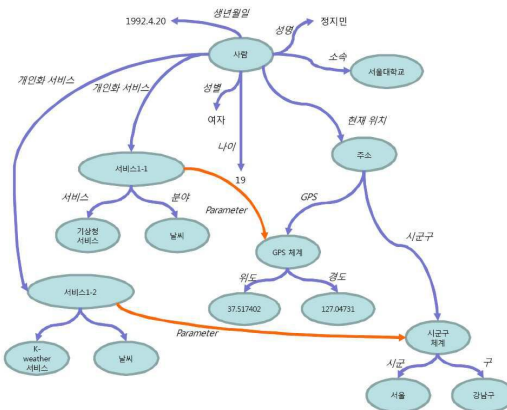 생년월일
1992.4.20
성명
정지민
사람
소속
서울대학교
개인화 서비스
개인화 서비스
성별
여자
현재 위치
나이
주소
서비스1-1
19
GPS
서비스
분야
Parameter
시군구
기상청
서비스
날씨
GPS 체계
위도
경도
서비스1-2
37.517402
127.04731
Parameter
시군구
체계
K-
weather
서비스
날씨
시군
구
서울
강남구